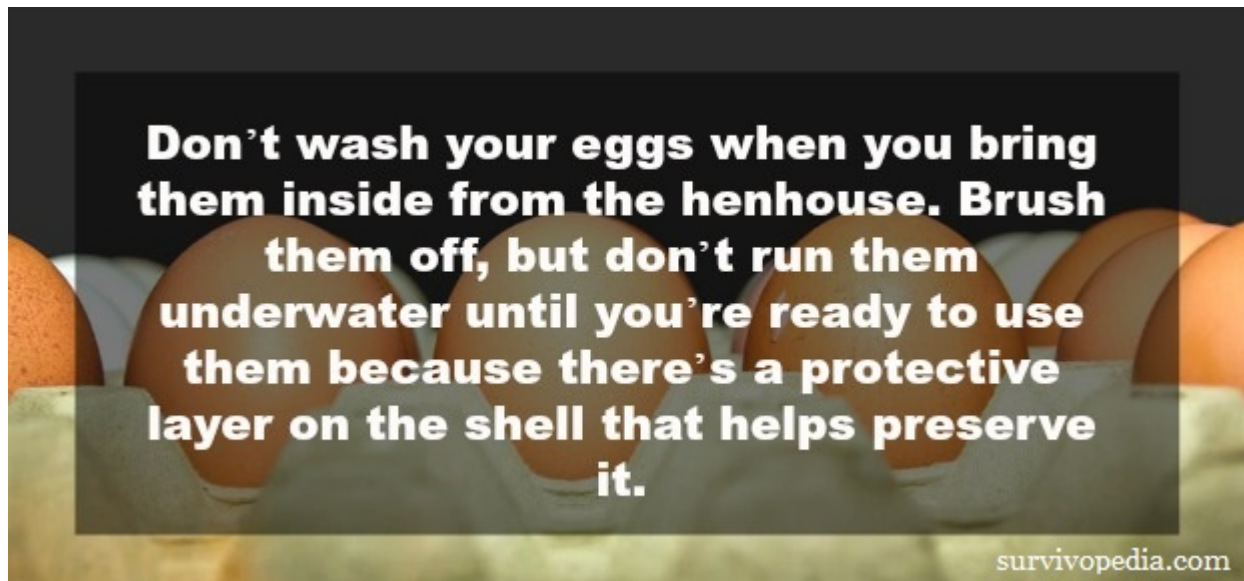 Don’t wash your eggs when you bring
them inside from the henhouse. Brush
them off, but don’t run them
underwater until you’re ready to use
them because there’s a protective
layer on the shell that helps preserve
it.
survivopedia.com